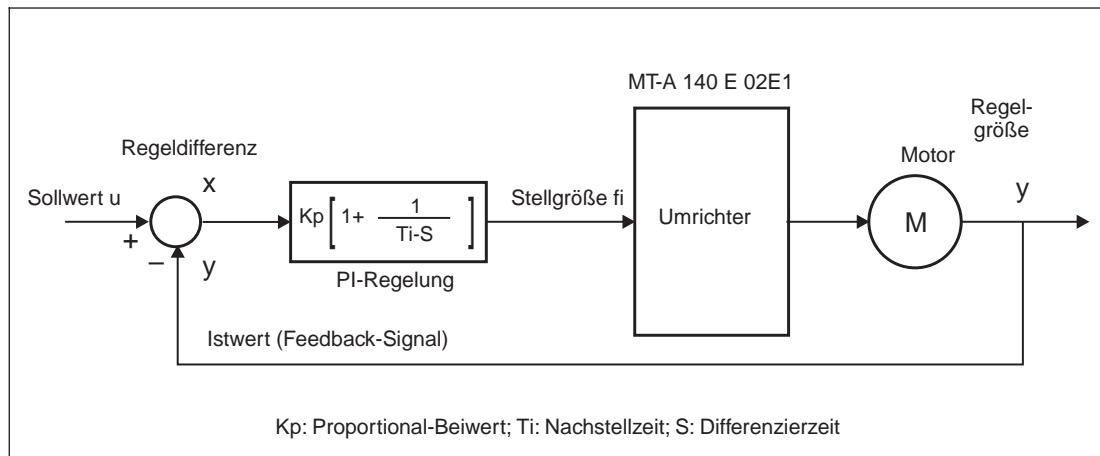 MT-A 140 E 02E1
Regel-
größe
Regeldifferenz
Motor
x
y
Sollwert u
Kp [ 1+ 1 / Ti-S ]
Stellgröße fi
Umrichter
M
+
–
y
PI-Regelung
Istwert (Feedback-Signal)
Kp: Proportional-Beiwert; Ti: Nachstellzeit; S: Differenzierzeit